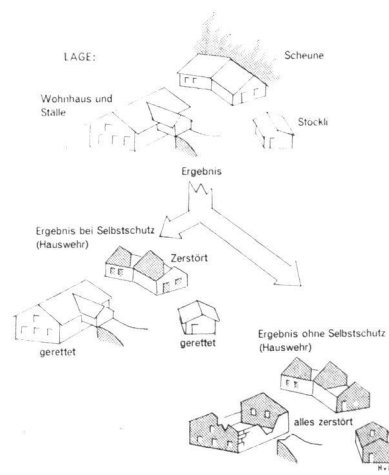 LAGE:
Scheune
Wohnhaus und
Ställe
Stöckli
Ergebnis
Ergebnis bei Selbstschutz
(Hauswehr)
Zerstört
gerettet
gerettet
Ergebnis ohne Selbstschutz
(Hauswehr)
alles zerstört